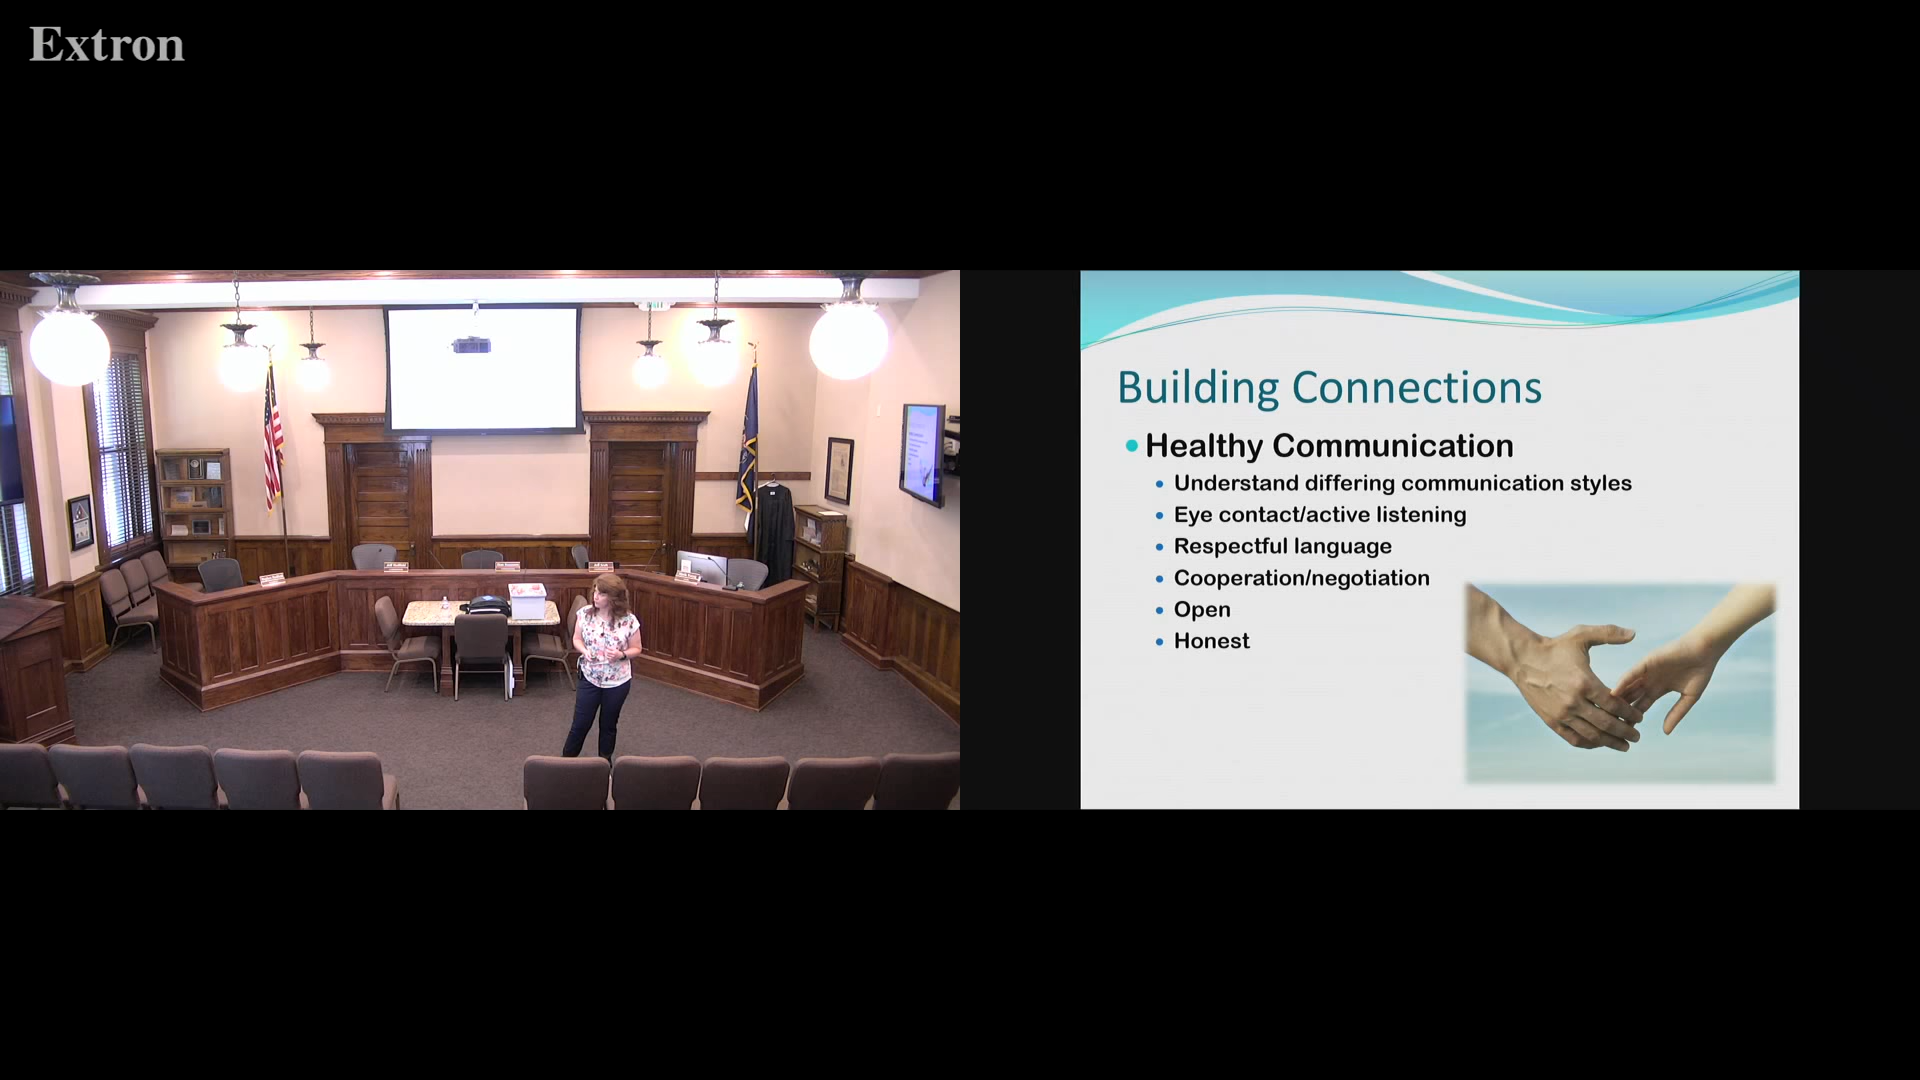 Extron
Building Connections
Healthy Communication
Understand differing communication styles
Eye contact/active listening
Respectful language
Cooperation/negotiation
Open
Honest